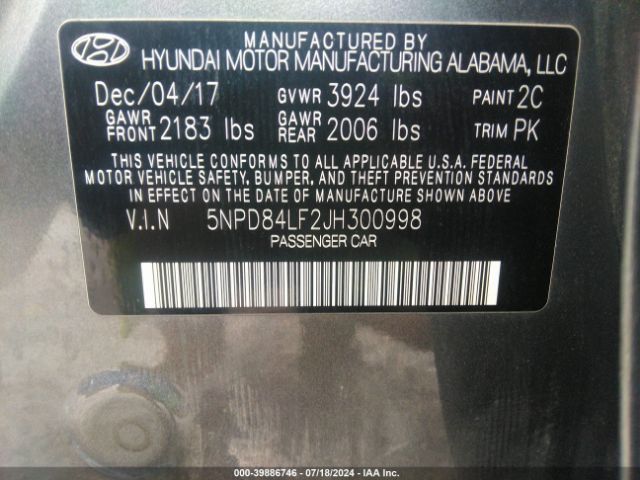 MANUFACTURED BY
HYUNDAI MOTOR MANUFACTURING ALABAMA, LLC
Dec/04/17 GVWR 3924 lbs PAINT 2C
GAWR FRONT 2183 lbs GAWR REAR 2006 lbs TRIM PK
THIS VEHICLE CONFORMS TO ALL APPLICABLE U.S.A. FEDERAL
MOTOR VEHICLE SAFETY, BUMPER, AND THEFT PREVENTION STANDARDS
IN EFFECT ON THE DATE OF MANUFACTURE SHOWN ABOVE
V.I.N 5NPD84LF2JH300998
PASSENGER CAR
000-39886746 - 07/18/2024 - IAA Inc.